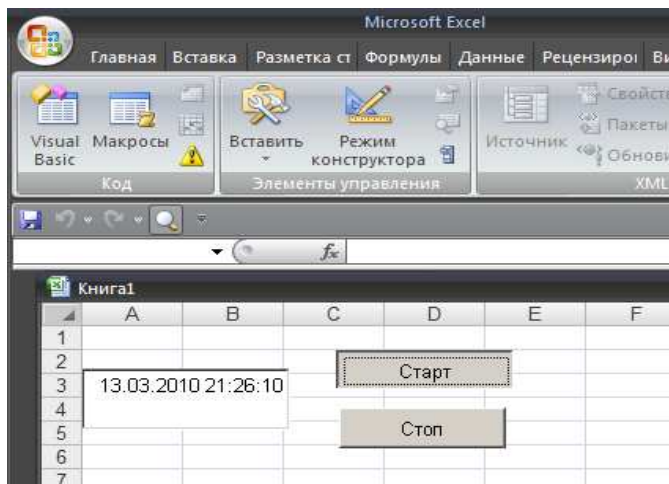 Microsoft Excel
Главная Вставка Разметка ст Формулы Данные Рецензиро Ви
Visual Basic Макросы Вставить Режим конструктора Источник Свойст
Пакеты
Обнови
Код Элементы управления XML
fx
Книга1
A B C D E F
1
2
Старт
3 13.03.2010 21:26:10
4
5 Стоп
6
7